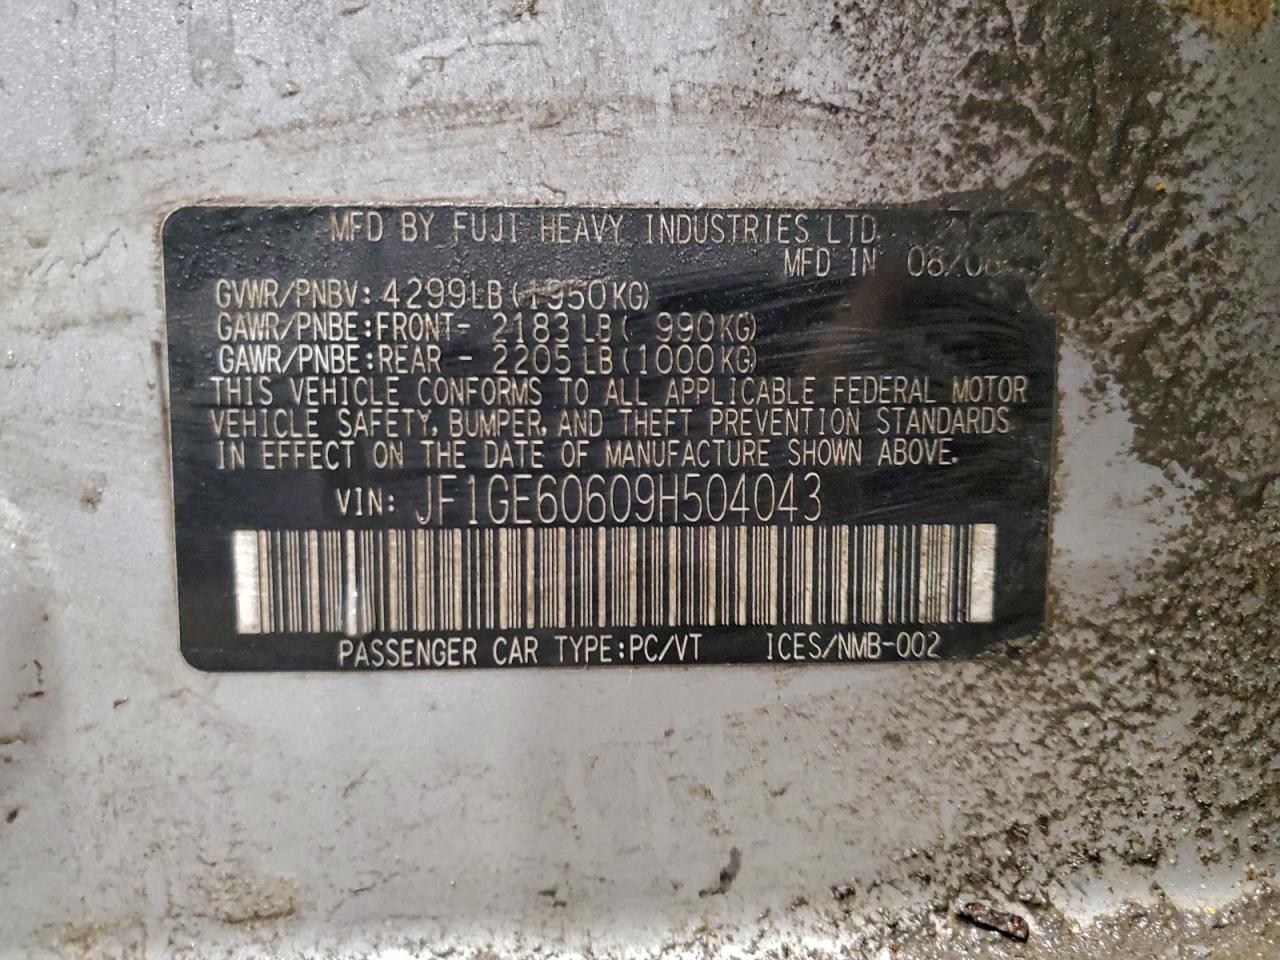 MFD BY FUJI HEAVY INDUSTRIES LTD.
MFD IN 08/08
GVWR/PNBV: 4299LB (1950KG)
GAWR/PNBE: FRONT- 2183 LB ( 990KG)
GAWR/PNBE: REAR - 2205 LB (1000KG)
THIS VEHICLE CONFORMS TO ALL APPLICABLE FEDERAL MOTOR
VEHICLE SAFETY, BUMPER, AND THEFT PREVENTION STANDARDS
IN EFFECT ON THE DATE OF MANUFACTURE SHOWN ABOVE.
VIN: JF1GE60609H504043
PASSENGER CAR TYPE:PC/VT ICES/NMB-002